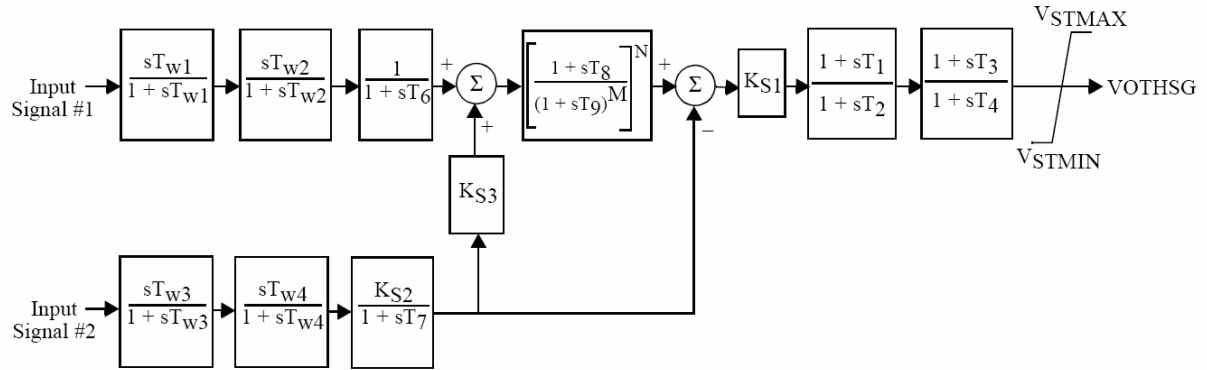 VSTMAX
sTw1
1 + sTw1
sTw2
1 + sTw2
1
1 + sT6
+
Σ
+
[1 + sT8
(1 + sT9)M]N
+
Σ
−
KS1
1 + sT1
1 + sT2
1 + sT3
1 + sT4
Input
Signal #1
VOTHSG
VSTMIN
KS3
Input
Signal #2
sTw3
1 + sTw3
sTw4
1 + sTw4
KS2
1 + sT7